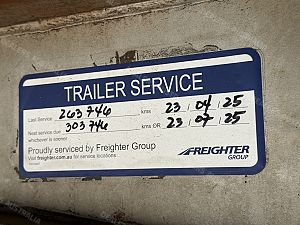 TRAILER SERVICE
Last Service 263746 kms 23 / 04 / 25
Next service due 303746 kms OR 23 / 07 / 25
whichever is sooner
Proudly serviced by Freighter Group
Visit freighter.com.au for service locations
FREIGHTER
GROUP